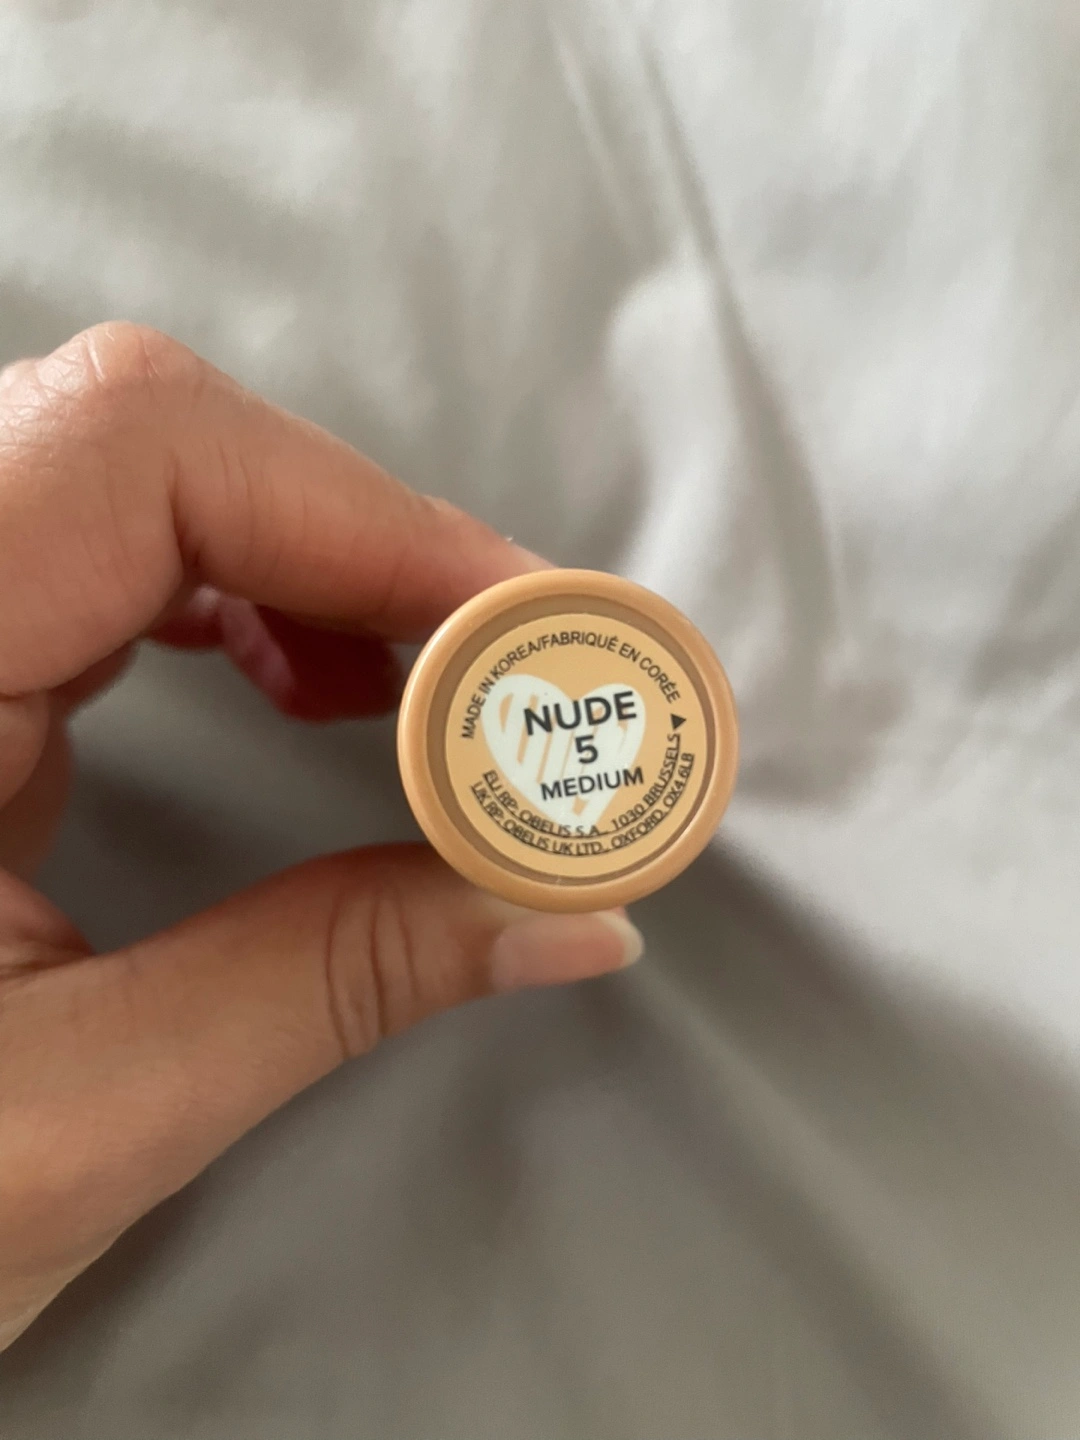 MADE IN KOREA/FABRIQUÉ EN CORÉE
NUDE
5
MEDIUM
EU RP: OBELIS S.A., 1030 BRUSSELS
UK RP: OBELIS UK LTD., OXFORD, OX4 6LB